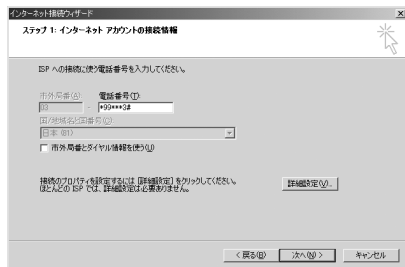 インターネット接続ウィザード
ステップ 1: インターネット アカウントの接続情報
ISP への接続に使う電話番号を入力してください。
市外局番(A): 電話番号(T):
03 - *99***3#
国/地域名と国番号(C):
日本 (81)
市外局番とダイヤル情報を使う(U)
接続のプロパティを設定するには [詳細設定] をクリックしてください。
ほとんどの ISP では、詳細設定は必要ありません。
詳細設定(V)...
< 戻る(B) 次へ(N) > キャンセル